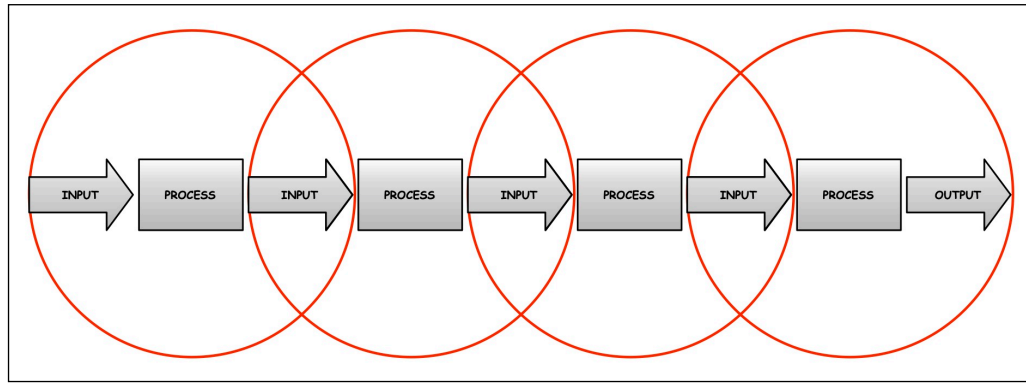 INPUT
PROCESS
INPUT
PROCESS
INPUT
PROCESS
INPUT
PROCESS
OUTPUT